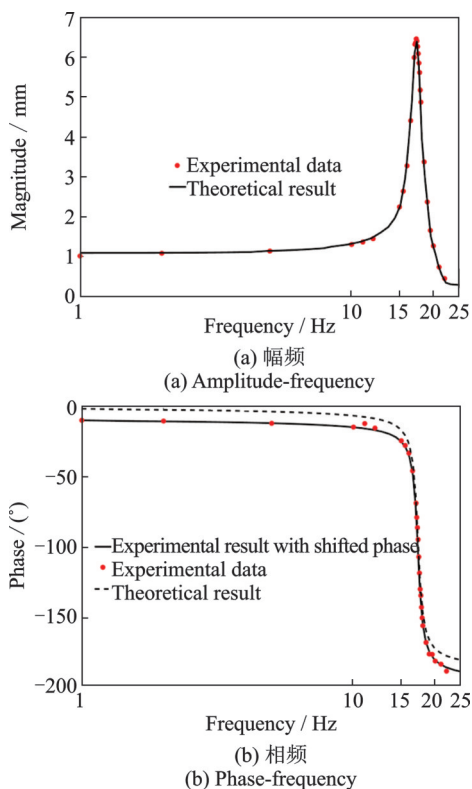 7
6
5
4
3
2
1
0
Magnitude / mm
Experimental data
Theoretical result
1
10
15
20
25
Frequency / Hz
(a) 幅频
(a) Amplitude-frequency
0
−50
−100
−150
−200
Phase / (°)
Experimental result with shifted phase
Experimental data
Theoretical result
1
10
15
20
25
Frequency / Hz
(b) 相频
(b) Phase-frequency